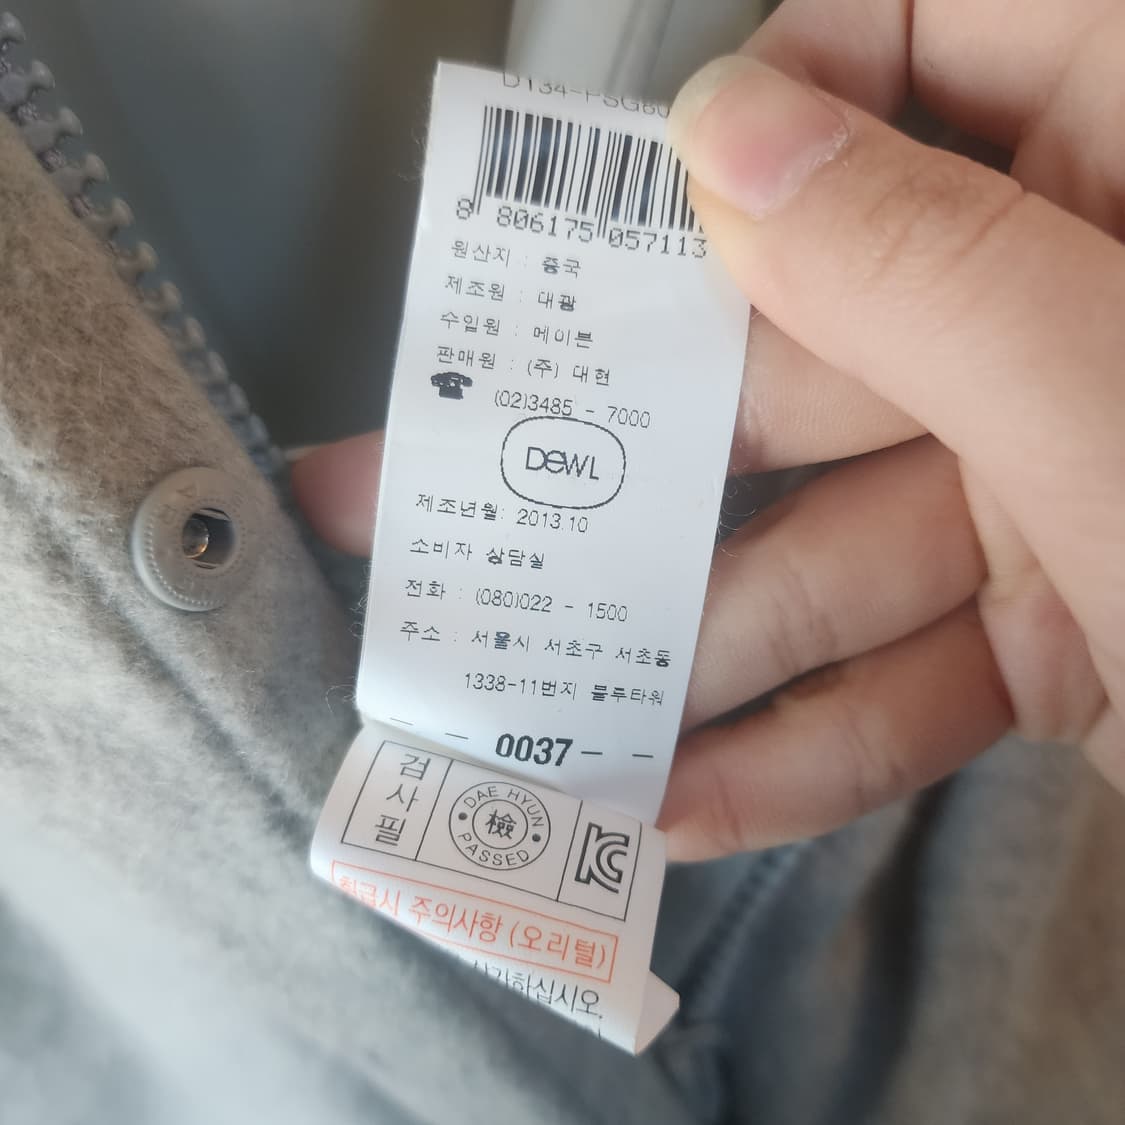 8 806175 057113
원산지 : 중국
제조원 : 대광
수입원 : 메이븐
판매원 : (주) 대현
(02)3485 - 7000
DEWL
제조년월: 2013.10
소비자 상담실
전화 : (080)022 - 1500
주소 : 서울시 서초구 서초동
1338-11번지 블루타워
- - 0037 - -
검사필
DAE HYUN
檢
PASSED
취급시 주의사항 (오리털)